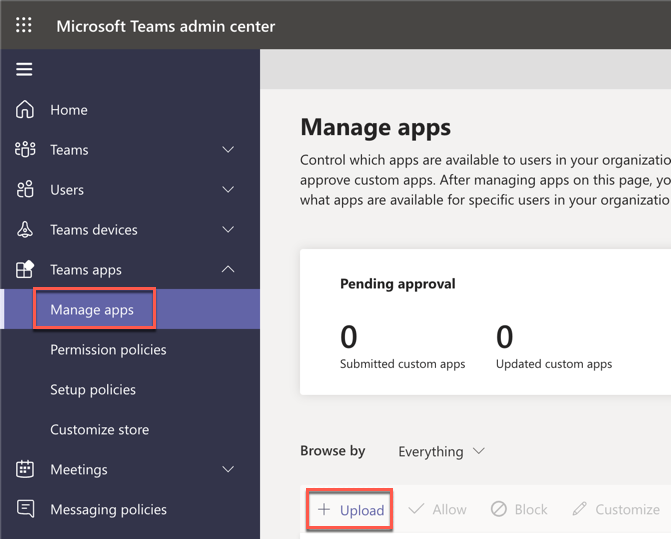 Microsoft Teams admin center
Home
Teams
Users
Teams devices
Teams apps
Manage apps
Permission policies
Setup policies
Customize store
Meetings
Messaging policies
Manage apps
Control which apps are available to users in your organizatio
approve custom apps. After managing apps on this page, yo
what apps are available for specific users in your organizatio
Pending approval
0 0
Submitted custom apps Updated custom apps
Browse by Everything
+ Upload Allow Block Customize